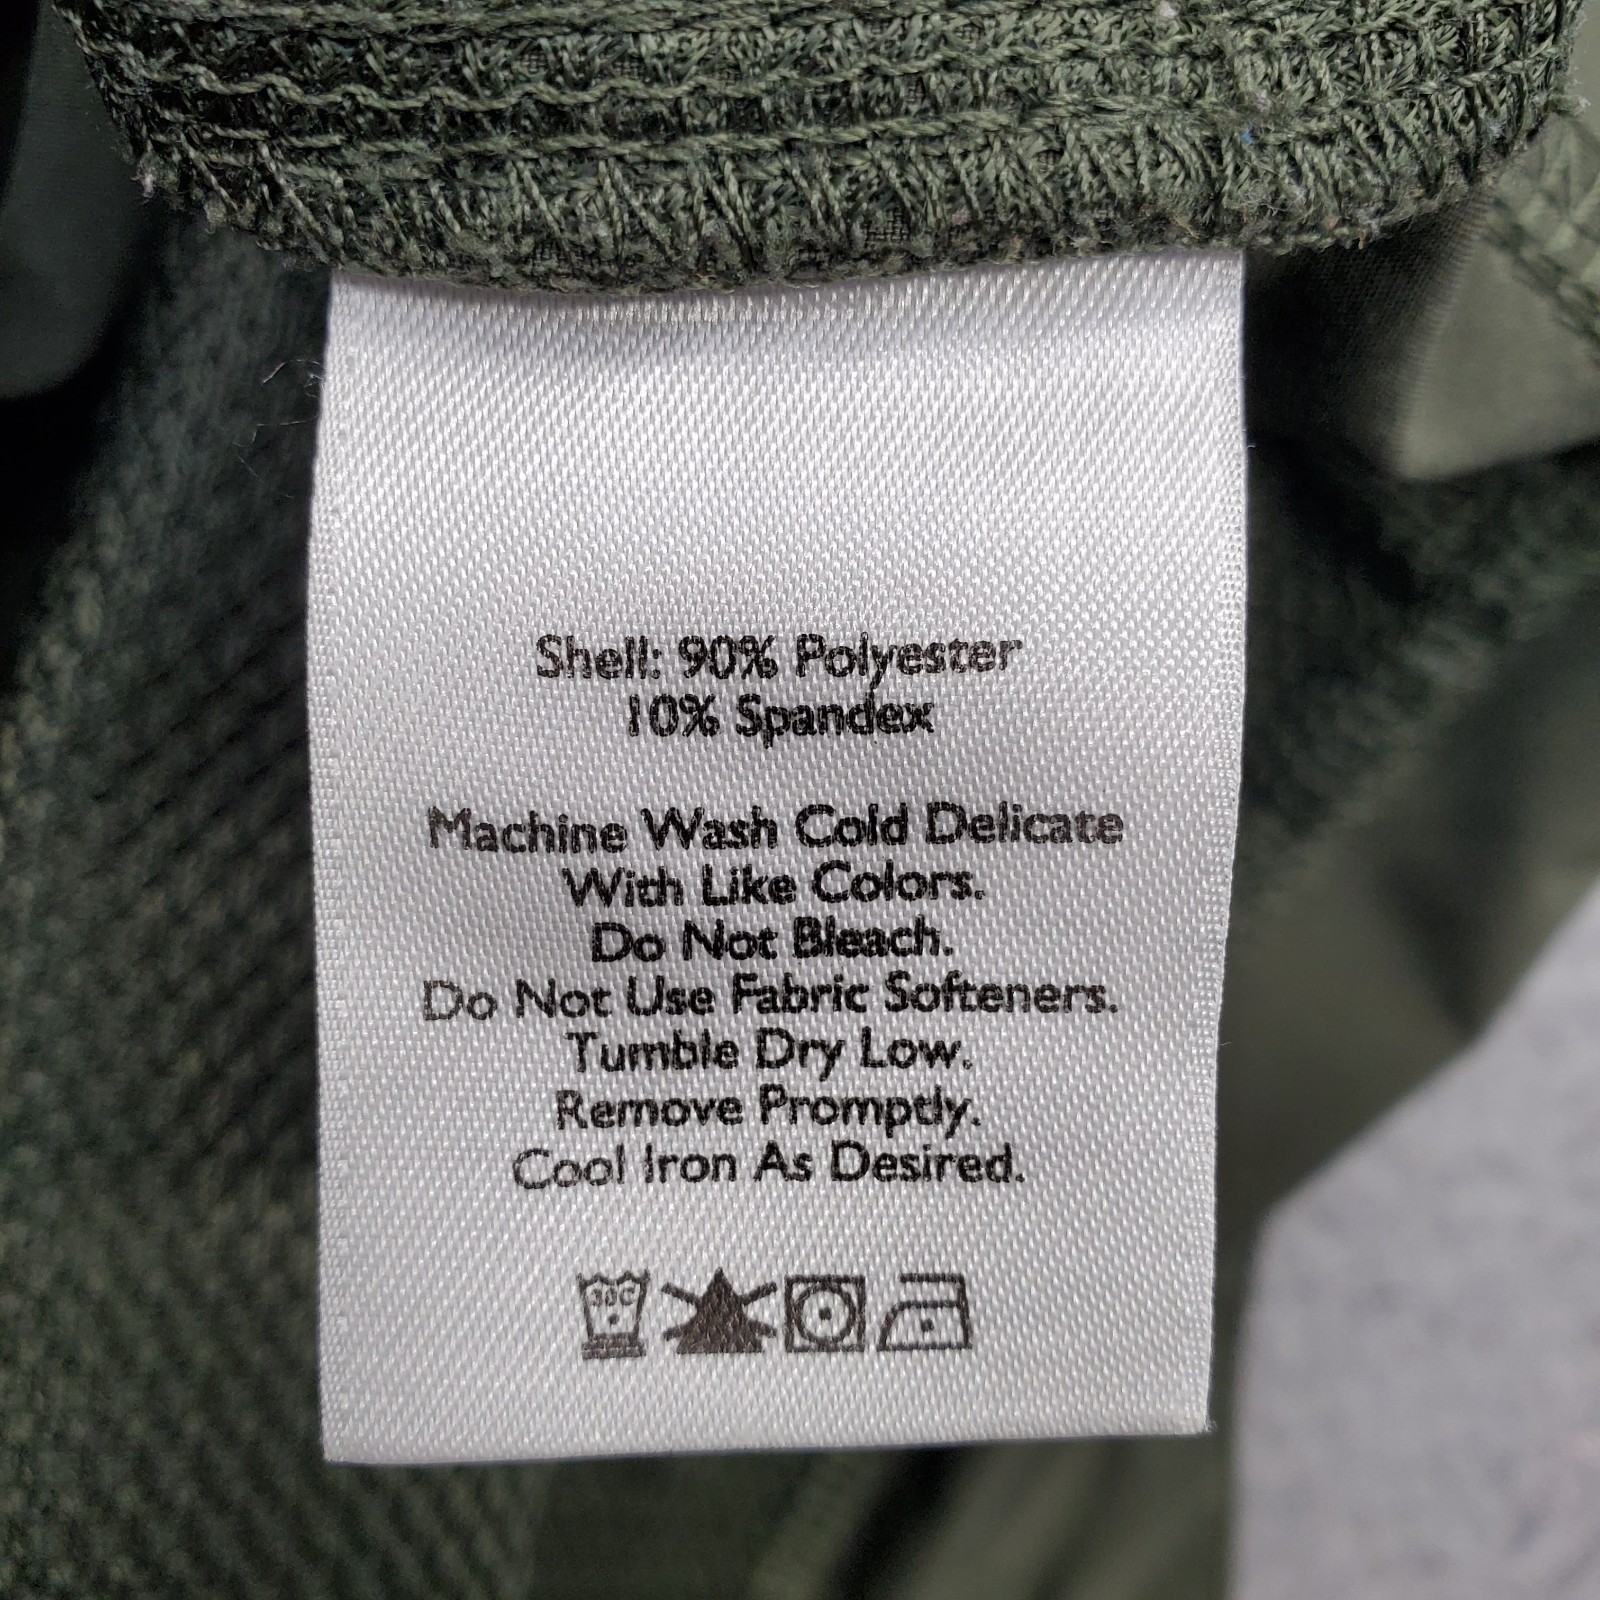 Shell: 90% Polyester
10% Spandex
Machine Wash Cold Delicate
With Like Colors.
Do Not Bleach.
Do Not Use Fabric Softeners.
Tumble Dry Low.
Remove Promptly.
Cool Iron As Desired.
30C